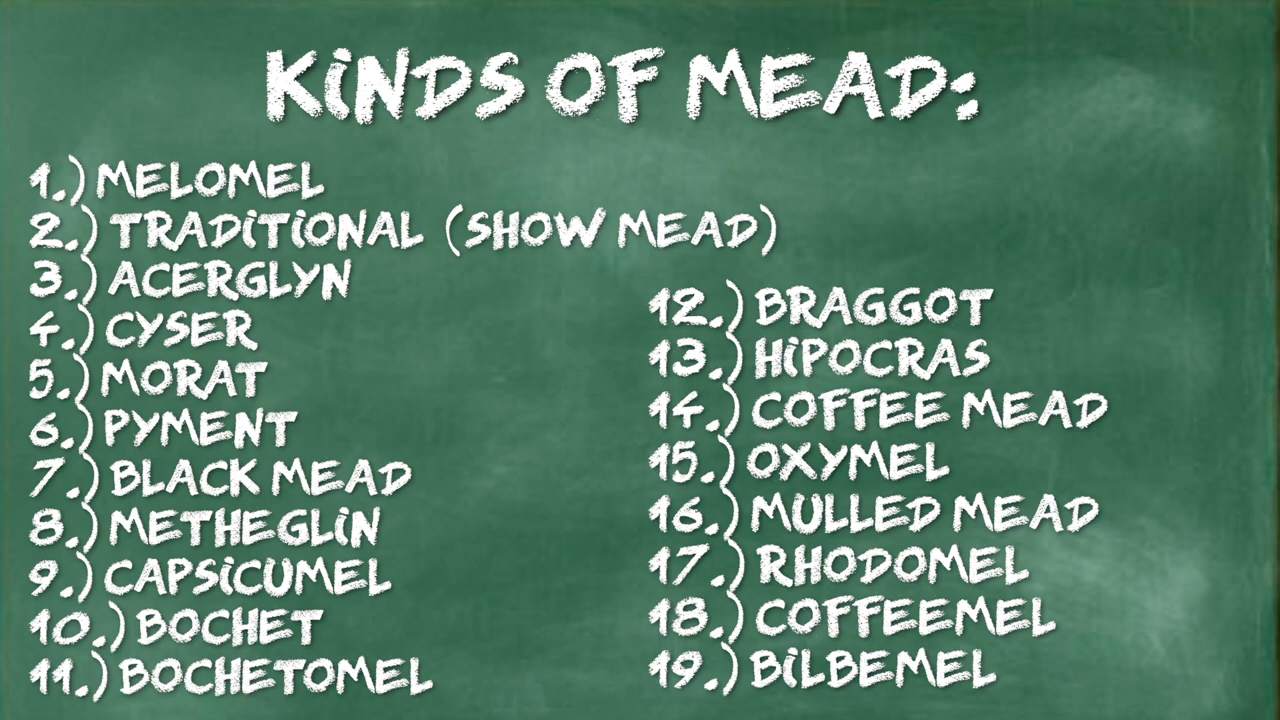 KINDS OF MEAD:
1.) MELOMEL
2.) TRADITIONAL (SHOW MEAD)
3.) ACERGLYN
4.) CYSER
5.) MORAT
6.) PYMENT
7.) BLACK MEAD
8.) METHEGLIN
9.) CAPSICUMEL
10.) BOCHET
11.) BOCHETOMEL
12.) BRAGGOT
13.) HIPOCRAS
14.) COFFEE MEAD
15.) OXYMEL
16.) MULLED MEAD
17.) RHODOMEL
18.) COFFEEMEL
19.) BILBEMEL